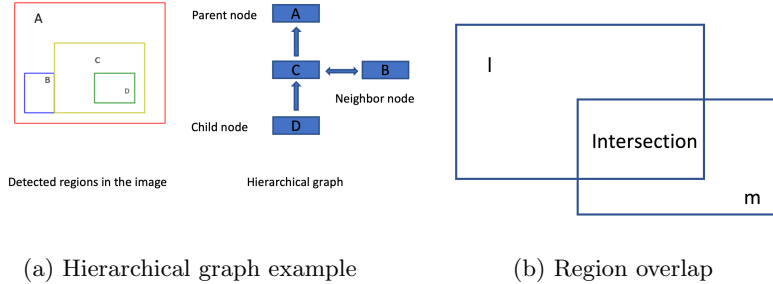 A
B
C
D
Detected regions in the image
Parent node
A
C
B
Neighbor node
Child node
D
Hierarchical graph
(a) Hierarchical graph example
l
Intersection
m
(b) Region overlap